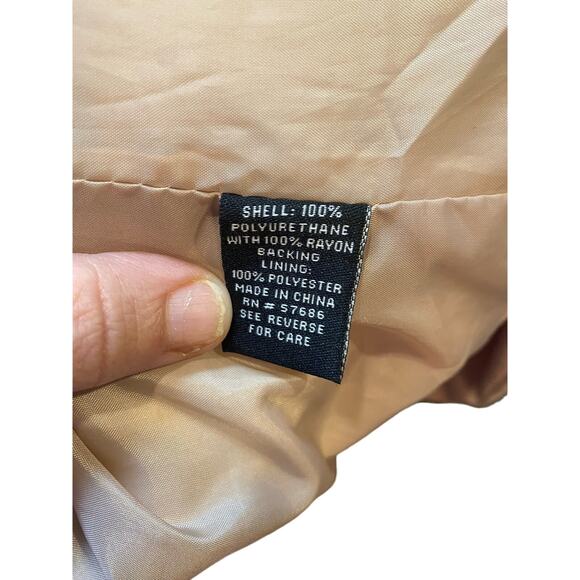 SHELL: 100%
POLYURETHANE
WITH 100% RAYON
BACKING
LINING:
100% POLYESTER
MADE IN CHINA
RN # 57686
SEE REVERSE
FOR CARE